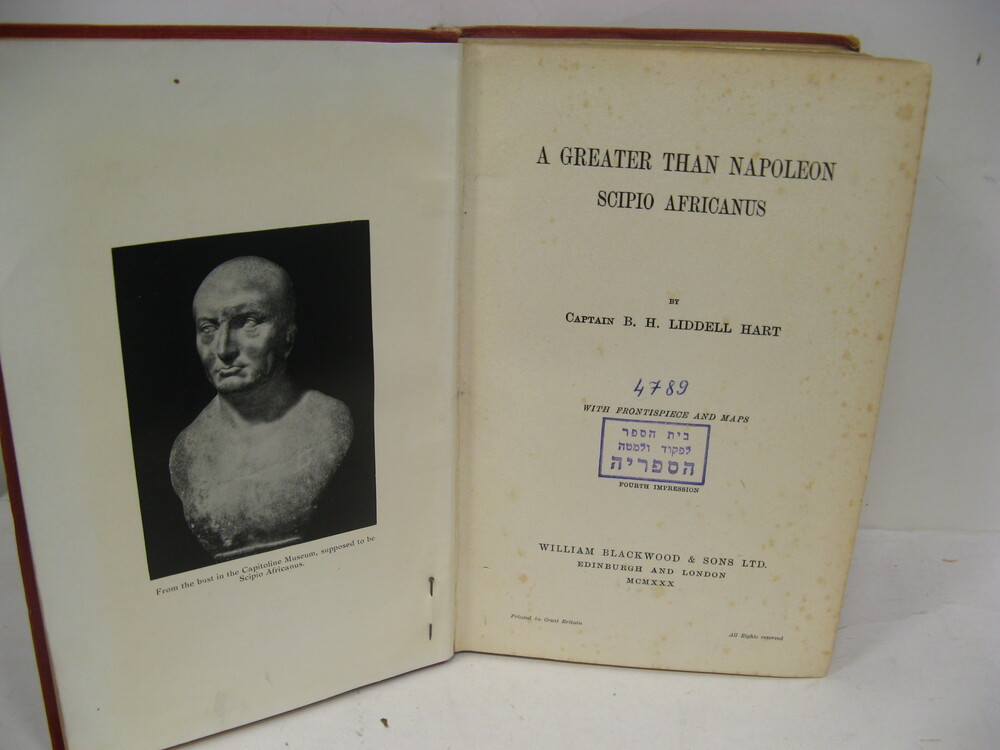 From the bust in the Capitoline Museum, supposed to be
Scipio Africanus.
A GREATER THAN NAPOLEON
SCIPIO AFRICANUS
BY
CAPTAIN B. H. LIDDELL HART
4789
WITH FRONTISPIECE AND MAPS
בית הספר
לפקוד ולמטה
הספריה
FOURTH IMPRESSION
WILLIAM BLACKWOOD & SONS LTD.
EDINBURGH AND LONDON
MCMXXX
Printed in Great Britain
All Rights reserved